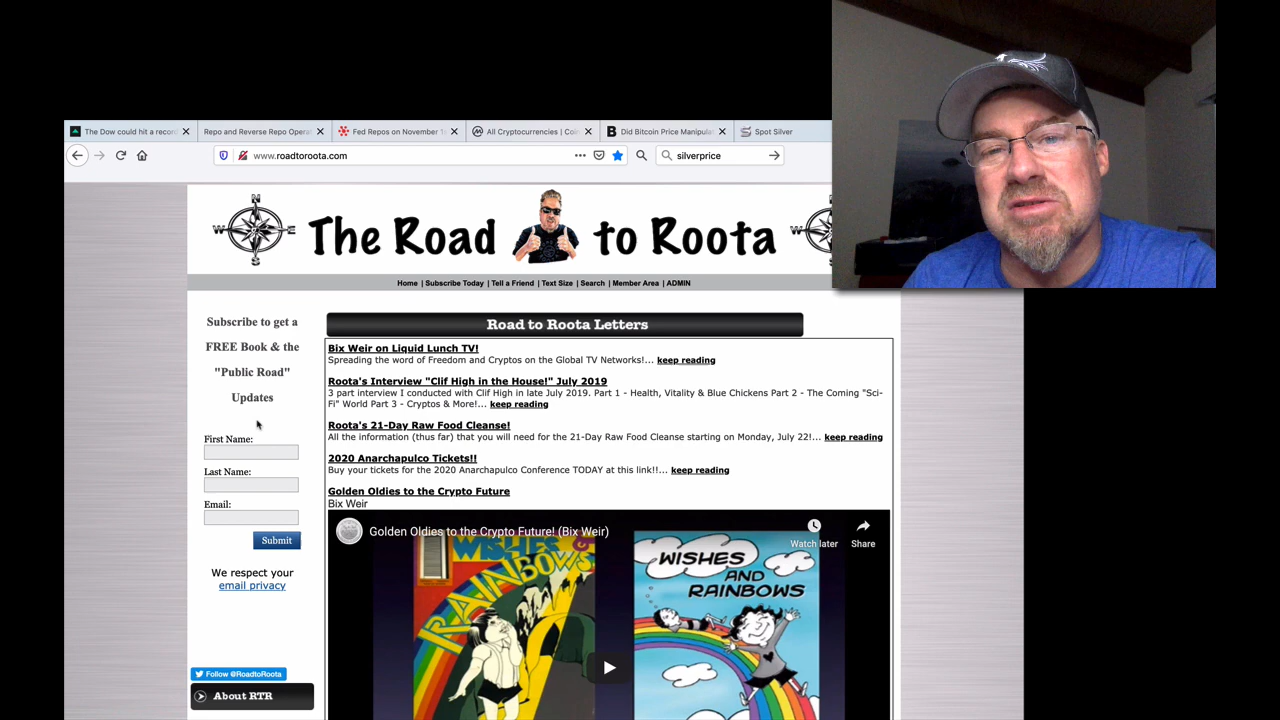 The Dow could hit a recor
Repo and Reverse Repo Opera
Fed Repos on November 1
All Cryptocurrencies | Coi
Did Bitcoin Price Manipula
Spot Silver
www.roadtoroota.com
silverprice
N
W
E
S
The Road to Roota
N
W
S
Home | Subscribe Today | Tell a Friend | Text Size | Search | Member Area | ADMIN
Subscribe to get a
FREE Book & the
"Public Road"
Updates
First Name:
Last Name:
Email:
Submit
We respect your
email privacy
Follow @RoadtoRoota
About RTR
Road to Roota Letters
Bix Weir on Liquid Lunch TV!
Spreading the word of Freedom and Cryptos on the Global TV Networks!... keep reading
Roota's Interview "Clif High in the House!" July 2019
3 part interview I conducted with Clif High in late July 2019. Part 1 - Health, Vitality & Blue Chickens Part 2 - The Coming "Sci-
Fi" World Part 3 - Cryptos & More!... keep reading
Roota's 21-Day Raw Food Cleanse!
All the information (thus far) that you will need for the 21-Day Raw Food Cleanse starting on Monday, July 22!... keep reading
2020 Anarchapulco Tickets!!
Buy your tickets for the 2020 Anarchapulco Conference TODAY at this link!!... keep reading
Golden Oldies to the Crypto Future
Bix Weir
Golden Oldies to the Crypto Future! (Bix Weir)
Watch later
Share
WISHES &
RAINBOWS
WISHES
AND
RAINBOWS